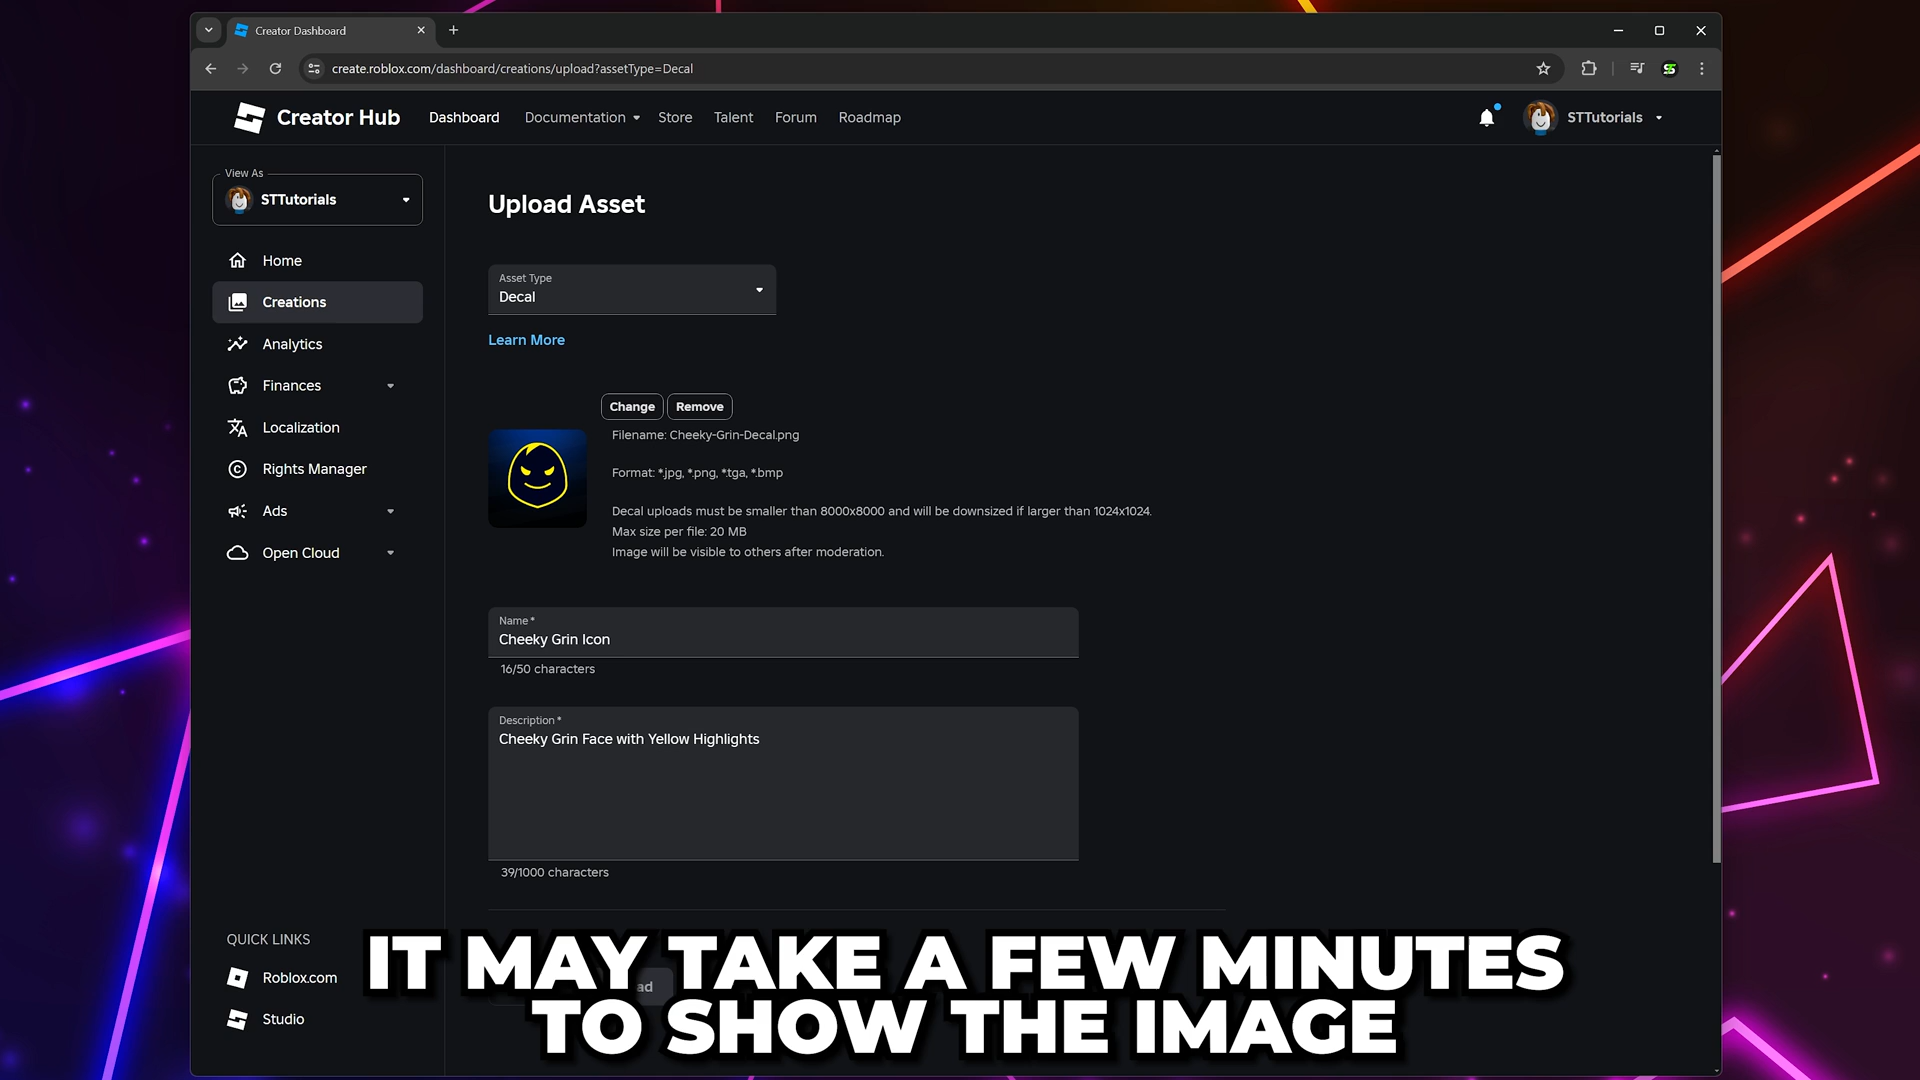 Creator Dashboard
create.roblox.com/dashboard/creations/upload?assetType=Decal
Creator Hub Dashboard Documentation Store Talent Forum Roadmap STTutorials
View As
STTutorials
Home
Creations
Analytics
Finances
Localization
Rights Manager
Ads
Open Cloud
QUICK LINKS
Roblox.com
Studio
Upload Asset
Asset Type
Decal
Learn More
Change Remove
Filename: Cheeky-Grin-Decal.png
Format: *.jpg, *.png, *.tga, *.bmp
Decal uploads must be smaller than 8000x8000 and will be downsized if larger than 1024x1024.
Max size per file: 20 MB
Image will be visible to others after moderation.
Name *
Cheeky Grin Icon
16/50 characters
Description *
Cheeky Grin Face with Yellow Highlights
39/1000 characters
IT MAY TAKE A FEW MINUTES
TO SHOW THE IMAGE